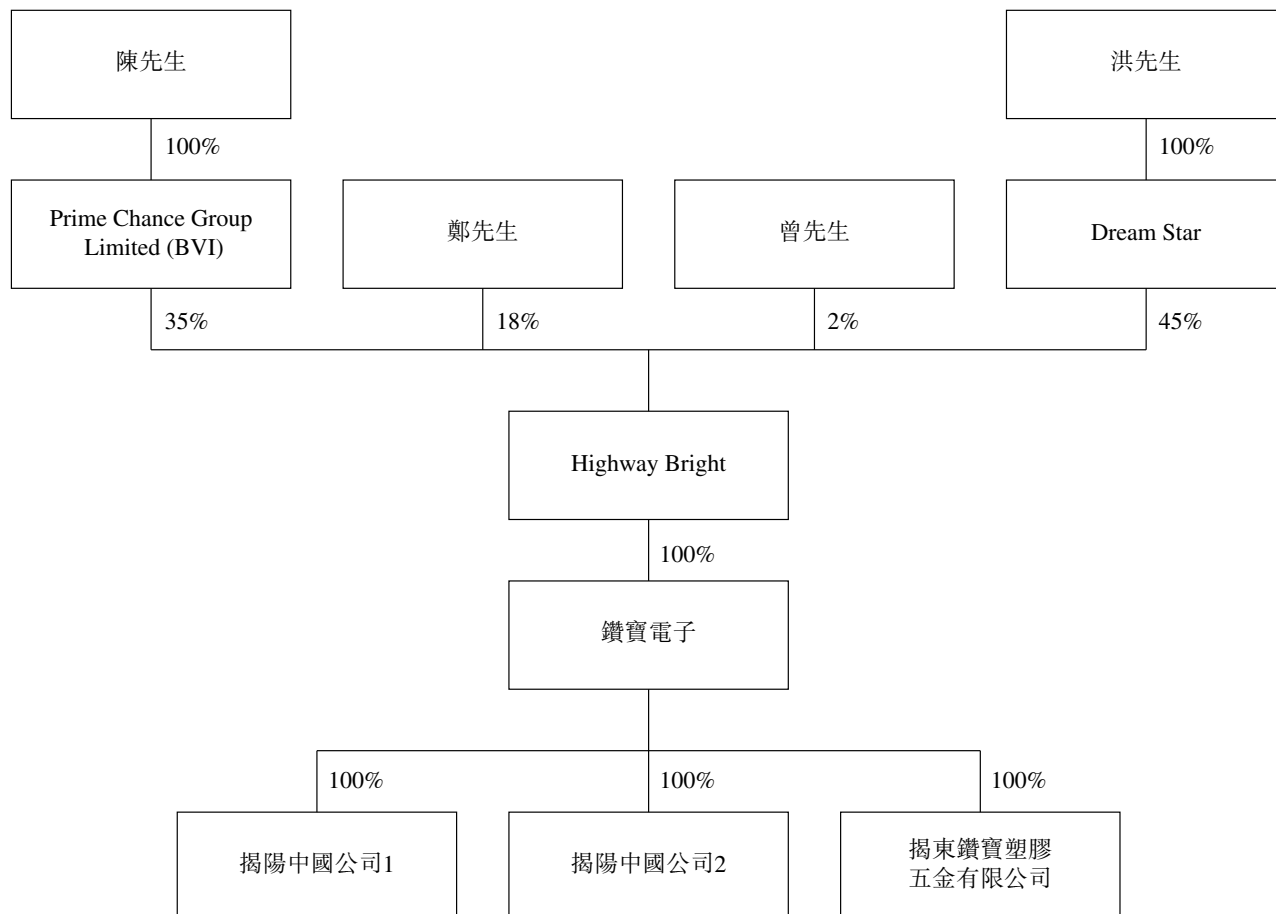 陳先生
洪先生
100%
100%
Prime Chance Group
Limited (BVI)
鄭先生
曾先生
Dream Star
35%
18%
2%
45%
Highway Bright
100%
鑽寶電子
100%
100%
100%
揭陽中國公司1
揭陽中國公司2
揭東鑽寶塑膠
五金有限公司